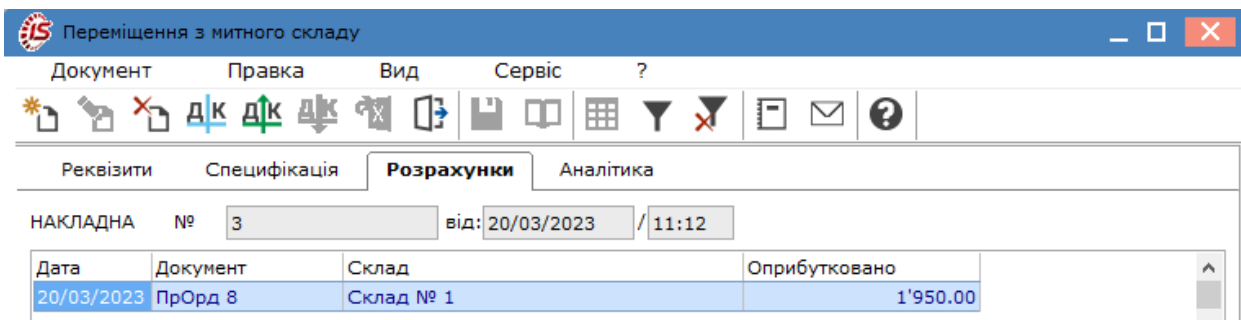 Переміщення з митного складу
Документ Правка Вид Сервіс ?
Реквізити Специфікація Розрахунки Аналітика
НАКЛАДНА № 3 від: 20/03/2023 / 11:12
Дата Документ Склад Оприбутковано
20/03/2023 ПрОрд 8 Склад № 1 1'950.00